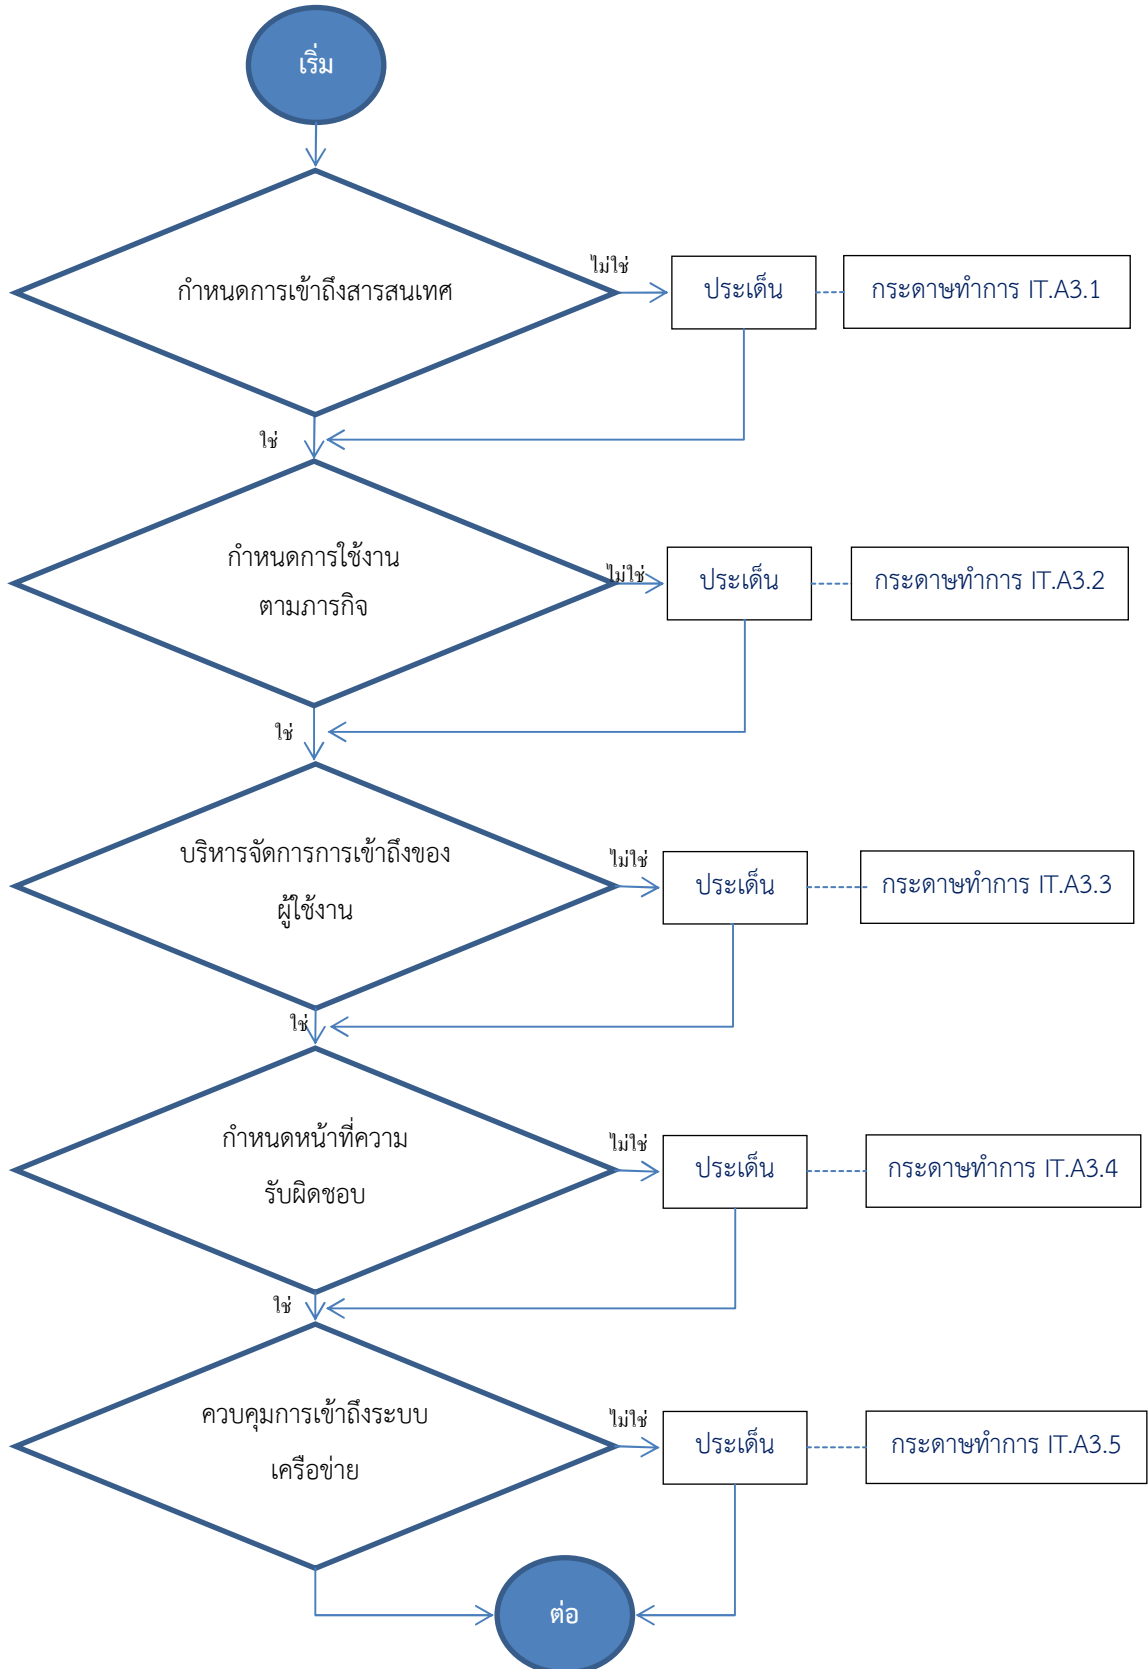 เริ่ม
ไม่ใช่
กำหนดการเข้าถึงสารสนเทศ
ประเด็น
กระดาษทำการ IT.A3.1
ใช่
กำหนดการใช้งาน
ตามภารกิจ
ไม่ใช่
ประเด็น
กระดาษทำการ IT.A3.2
ใช่
บริหารจัดการการเข้าถึงของ
ผู้ใช้งาน
ไม่ใช่
ประเด็น
กระดาษทำการ IT.A3.3
ใช่
กำหนดหน้าที่ความ
รับผิดชอบ
ไม่ใช่
ประเด็น
กระดาษทำการ IT.A3.4
ใช่
ควบคุมการเข้าถึงระบบ
เครือข่าย
ไม่ใช่
ประเด็น
กระดาษทำการ IT.A3.5
ต่อ